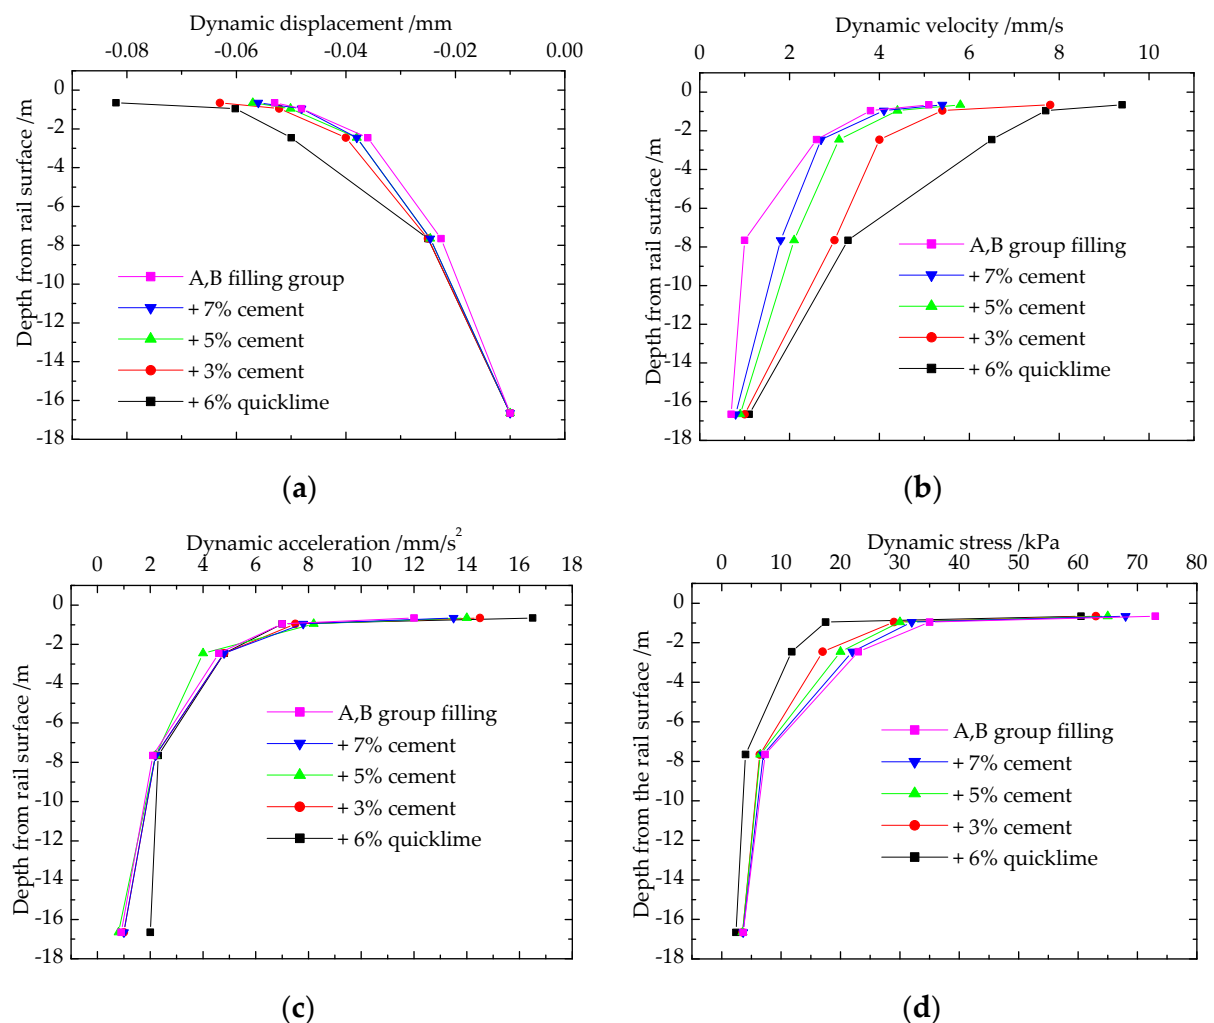 Dynamic displacement /mm
-0.08 -0.06 -0.04 -0.02 0.00
0
-2
-4
-6
-8
-10
-12
-14
-16
-18
Depth from rail surface /m
A,B filling group
+ 7% cement
+ 5% cement
+ 3% cement
+ 6% quicklime
(a)
Dynamic velocity /mm/s
0 2 4 6 8 10
0
-2
-4
-6
-8
-10
-12
-14
-16
-18
Depth from rail surface /m
A,B group filling
+ 7% cement
+ 5% cement
+ 3% cement
+ 6% quicklime
(b)
Dynamic acceleration /mm/s²
0 2 4 6 8 10 12 14 16 18
0
-2
-4
-6
-8
-10
-12
-14
-16
-18
Depth from rail surface /m
A,B group filling
+ 7% cement
+ 5% cement
+ 3% cement
+ 6% quicklime
(c)
Dynamic stress /kPa
0 10 20 30 40 50 60 70 80
0
-2
-4
-6
-8
-10
-12
-14
-16
-18
Depth from the rail surface /m
A,B group filling
+ 7% cement
+ 5% cement
+ 3% cement
+ 6% quicklime
(d)